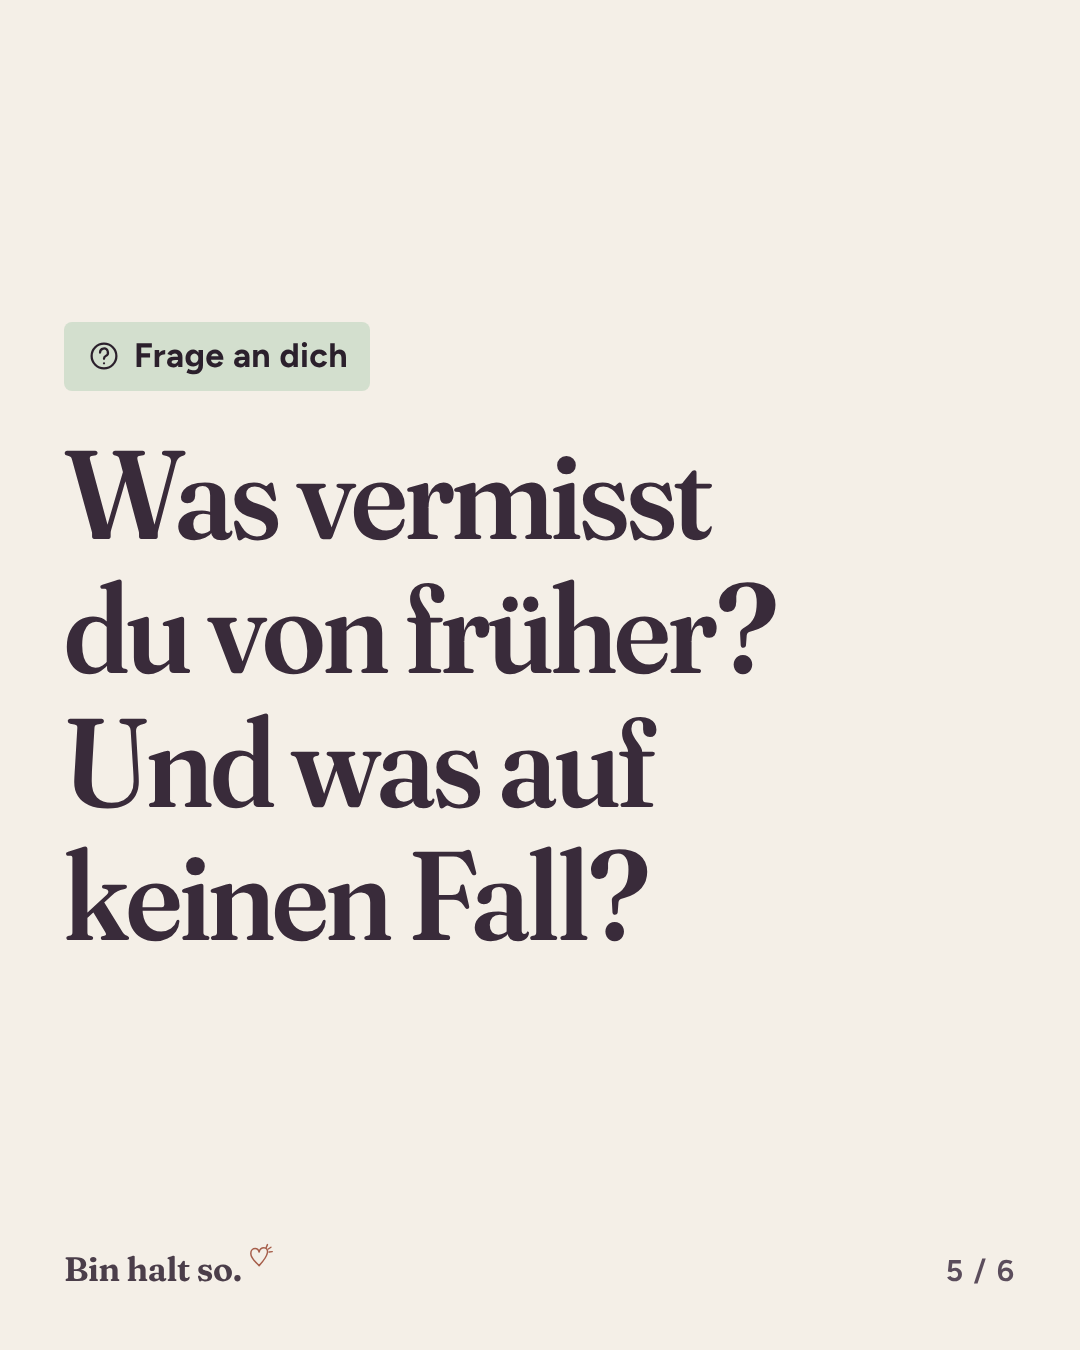 Frage an dich
Was vermisst
du von früher?
Und was auf
keinen Fall?
Bin halt so.
5 / 6